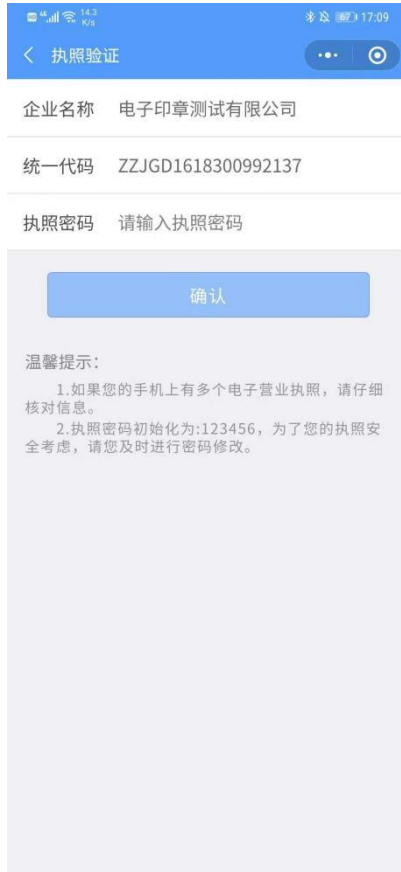 4G 14.3 K/s 67 17:09
执照验证
企业名称 电子印章测试有限公司
统一代码 ZZJGD1618300992137
执照密码 请输入执照密码
确认
温馨提示:
1.如果您的手机上有多个电子营业执照，请仔细
核对信息。
2.执照密码初始化为:123456，为了您的执照安
全考虑，请您及时进行密码修改。